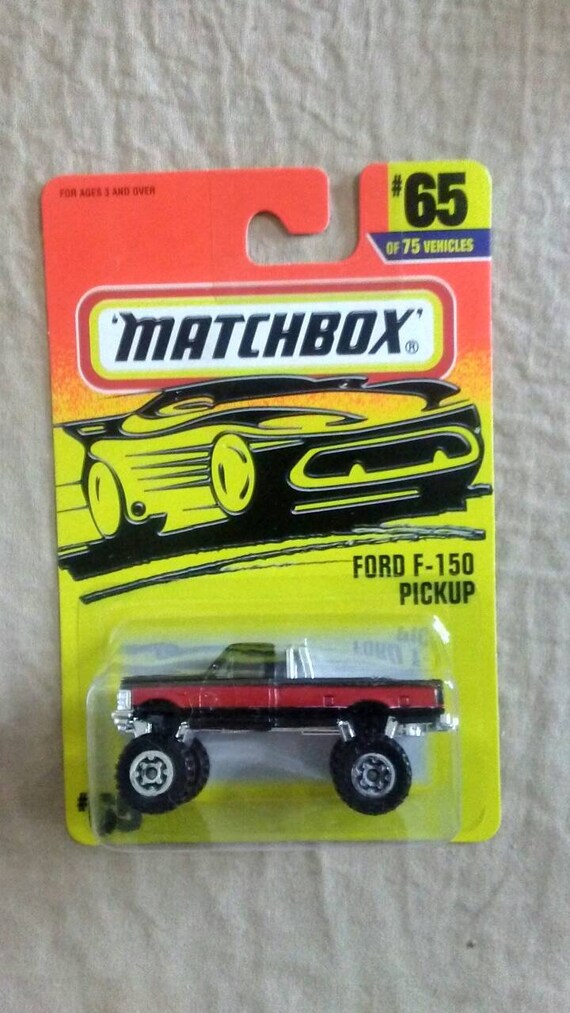 FOR AGES 3 AND OVER
#65
OF 75 VEHICLES
'MATCHBOX'®
FORD F-150
PICKUP